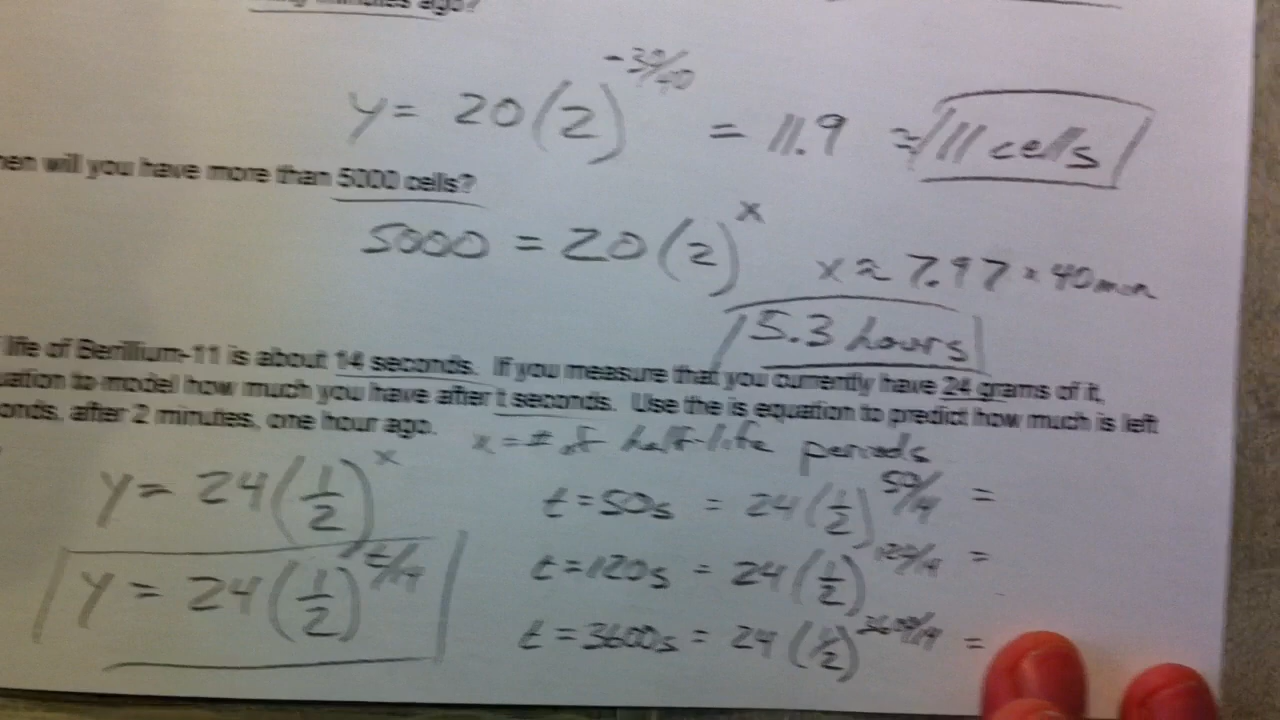 minutes ago?
y = 20(2)^-30/40 = 11.9 ≈ 11 cells
hen will you have more than 5000 cells?
5000 = 20(2)^x x ≈ 7.97 * 40min
5.3 hours
life of Berillium-11 is about 14 seconds. If you measure that you currently have 24 grams of it,
uation to model how much you have after t seconds. Use the is equation to predict how much is left
onds, after 2 minutes, one hour ago.
x = # of half-life periods
y = 24(1/2)^x t = 50s = 24(1/2)^50/14 =
y = 24(1/2)^t/14 t = 120s = 24(1/2)^120/14 =
t = 3600s = 24(1/2)^3600/14 =